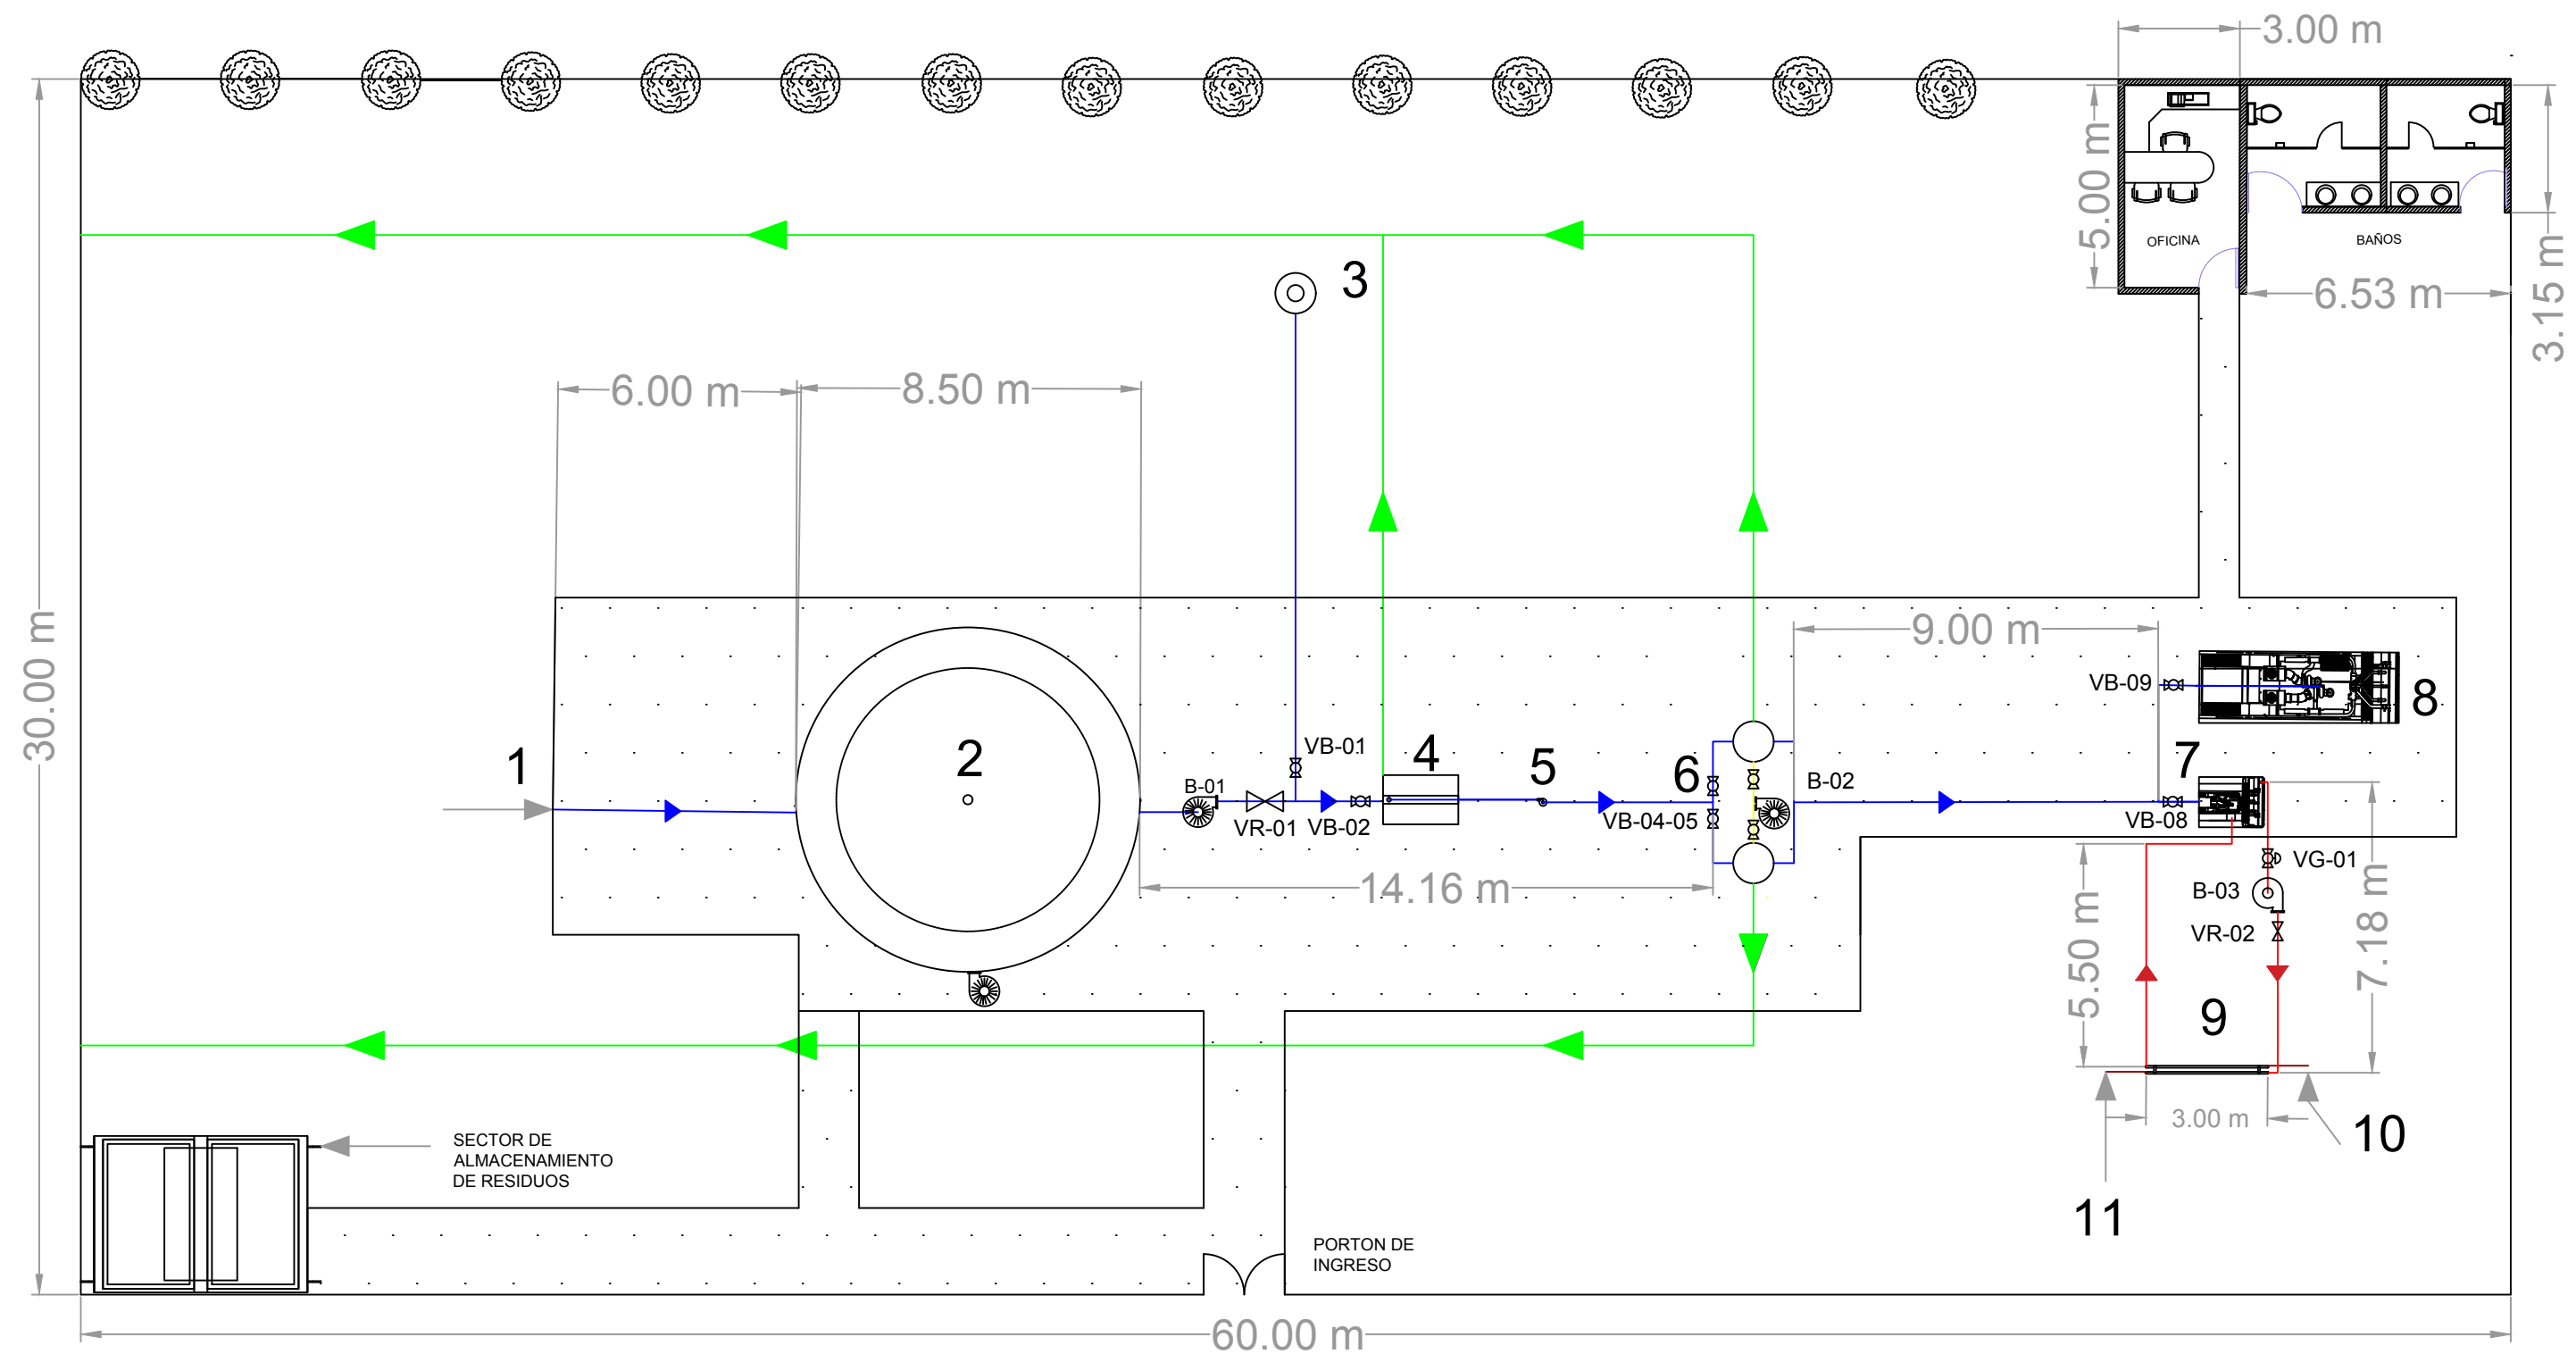 3.00 m
5.00 m
OFICINA
BAÑOS
6.53 m
3.15 m
3
6.00 m
8.50 m
30.00 m
9.00 m
VB-09
8
1
2
VB-01
B-01
VR-01
VB-02
4
5
6
VB-04-05
B-02
7
VB-08
14.16 m
VG-01
B-03
VR-02
5.50 m
7.18 m
9
3.00 m
10
11
SECTOR DE
ALMACENAMIENTO
DE RESIDUOS
PORTON DE
INGRESO
60.00 m